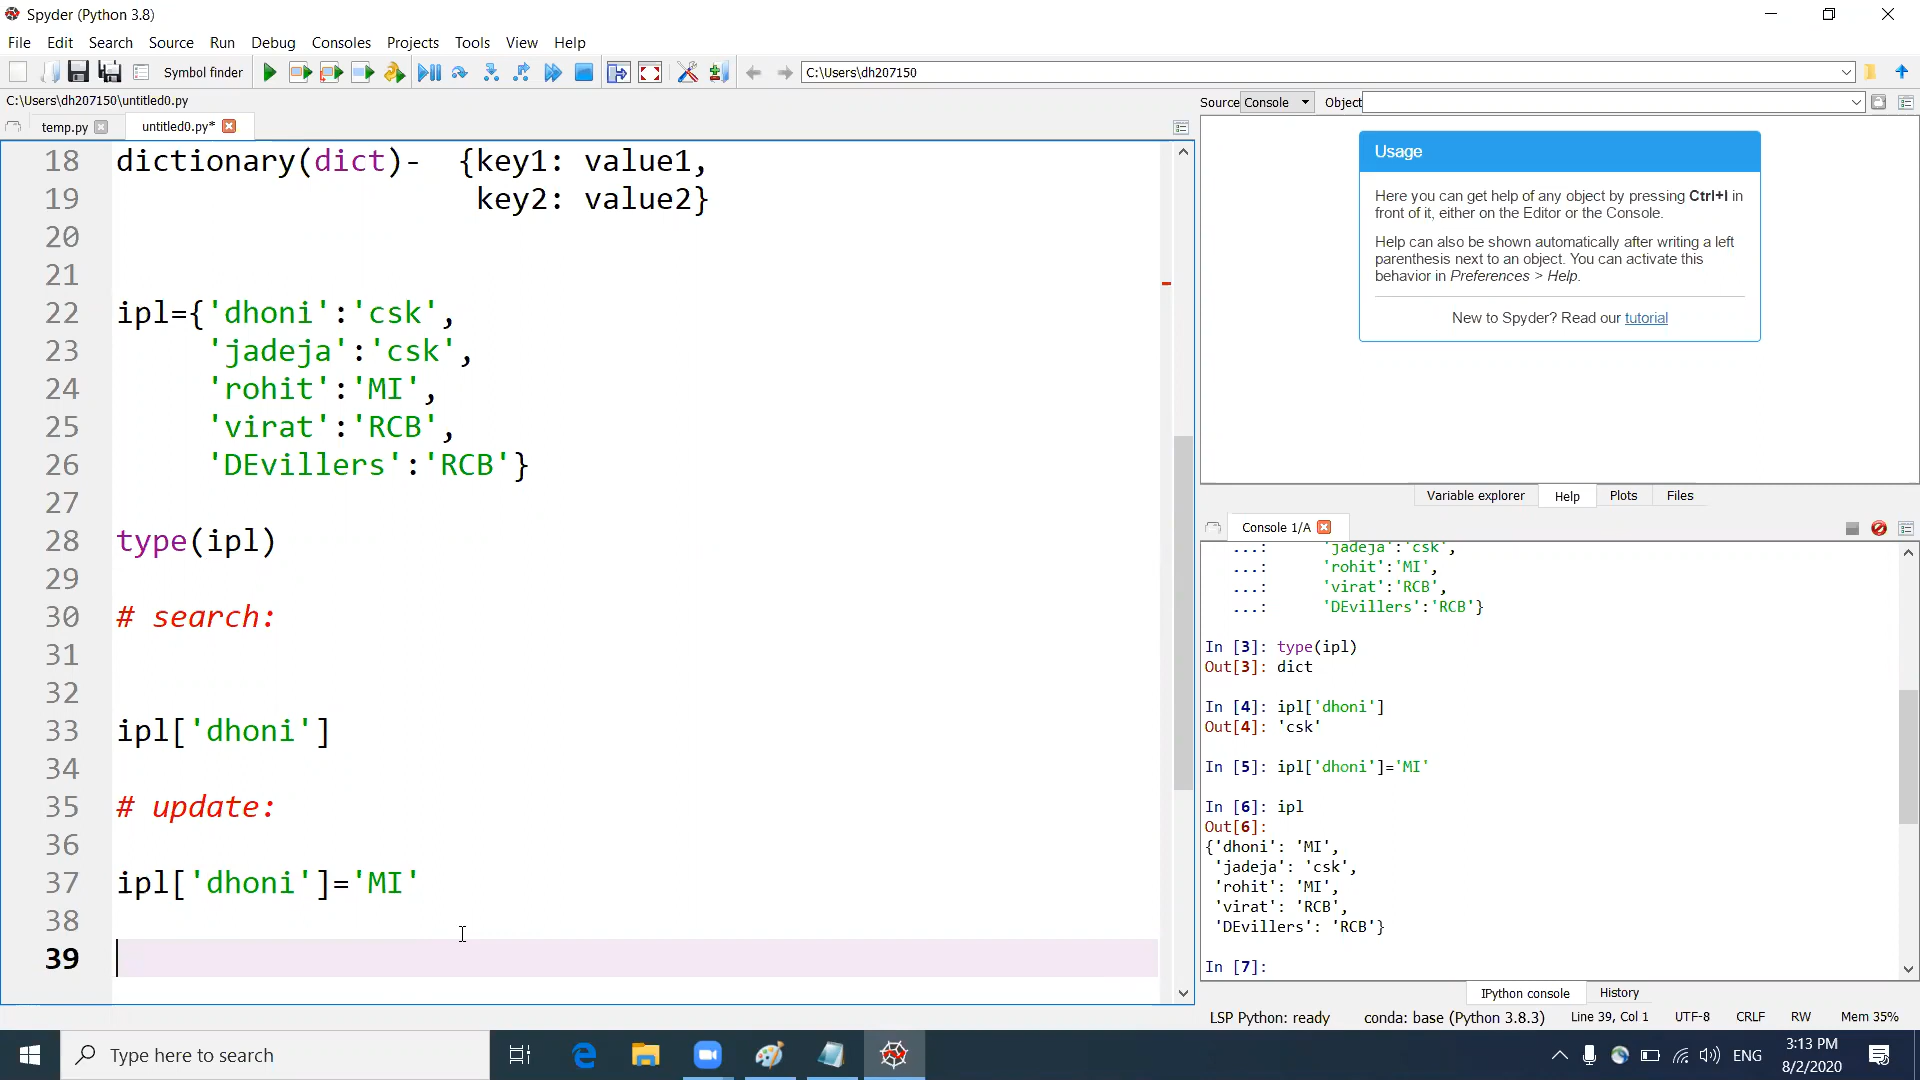 Spyder (Python 3.8)
File Edit Search Source Run Debug Consoles Projects Tools View Help
Symbol finder
C:\Users\dh207150
C:\Users\dh207150\untitled0.py
temp.py untitled0.py*
18 dictionary(dict)- {key1: value1,
19 key2: value2}
20
21
22 ipl={'dhoni':'csk',
23 'jadeja':'csk',
24 'rohit':'MI',
25 'virat':'RCB',
26 'DEvillers':'RCB'}
27
28 type(ipl)
29
30 # search:
31
32
33 ipl['dhoni']
34
35 # update:
36
37 ipl['dhoni']='MI'
38
39
Source Console Object
Usage
Here you can get help of any object by pressing Ctrl+I in
front of it, either on the Editor or the Console.
Help can also be shown automatically after writing a left
parenthesis next to an object. You can activate this
behavior in Preferences > Help.
New to Spyder? Read our tutorial
Variable explorer Help Plots Files
Console 1/A
...: 'jadeja':'csk',
...: 'rohit':'MI',
...: 'virat':'RCB',
...: 'DEvillers':'RCB'}
In [3]: type(ipl)
Out[3]: dict
In [4]: ipl['dhoni']
Out[4]: 'csk'
In [5]: ipl['dhoni']='MI'
In [6]: ipl
Out[6]:
{'dhoni': 'MI',
'jadeja': 'csk',
'rohit': 'MI',
'virat': 'RCB',
'DEvillers': 'RCB'}
In [7]:
IPython console History
LSP Python: ready conda: base (Python 3.8.3) Line 39, Col 1 UTF-8 CRLF RW Mem 35%
Type here to search
ENG
3:13 PM
8/2/2020